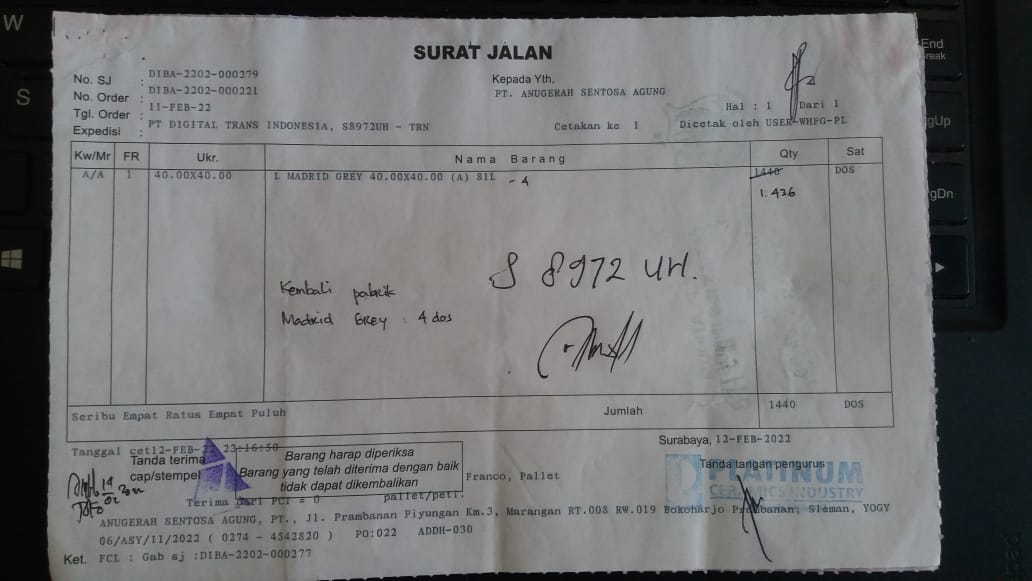 SURAT JALAN
No. SJ : DIBA-2202-000279
No. Order : DIBA-2202-000221
Tgl. Order : 11-FEB-22
Expedisi : PT DIGITAL TRANS INDONESIA, S8972UH - TRN
Kepada Yth,
PT. ANUGERAH SENTOSA AGUNG
Hal : 1 Dari 1
Cetakan ke 1 Dicetak oleh USER-WHFG-PL
Kw/Mr FR Ukr. Nama Barang Qty Sat
A/A 1 40.00X40.00 L MADRID GREY 40.00X40.00 (A) 81L - 4 1440 DOS
1.436
S 8972 UH.
Kembali pabrik
Madrid Grey : 4 dos
Seribu Empat Ratus Empat Puluh Jumlah 1440 DOS
Tanggal cet12-FEB-22 23:16:50
Surabaya, 12-FEB-2022
Tanda terima
cap/stempel
Barang harap diperiksa
Barang yang telah diterima dengan baik
tidak dapat dikembalikan
Franco, Pallet
Tanda tangan pengurus
PLATINUM
CERAMICS INDUSTRY
Terima dari PCI = 0 pallet/peti.
ANUGERAH SENTOSA AGUNG, PT., Jl. Prambanan Piyungan Km.3, Marangan RT.008 RW.019 Bokoharjo Prambanan, Sleman, YOGY
06/ASY/II/2022 ( 0274 - 4542820 ) PO:022 ADDH-030
Ket. FCL : Gab sj :DIBA-2202-000277
W
S
End
PgUp
PgDn